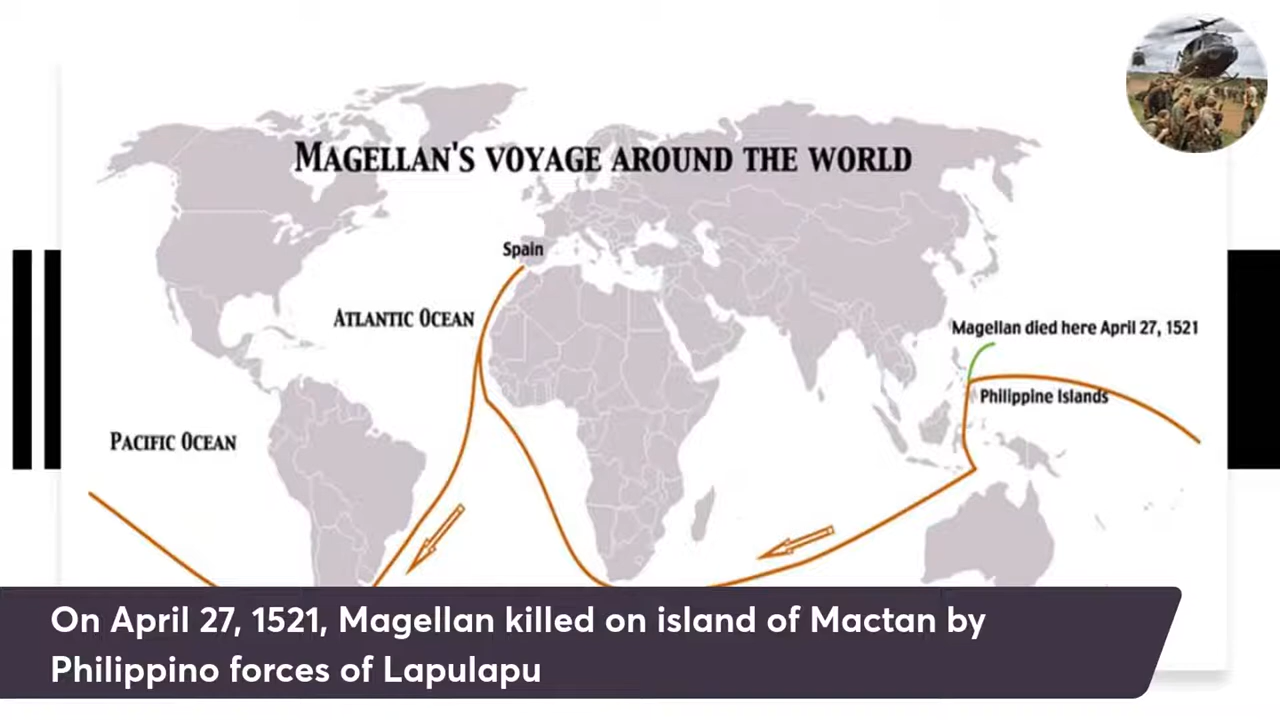 MAGELLAN'S VOYAGE AROUND THE WORLD
Spain
ATLANTIC OCEAN
Magellan died here April 27, 1521
Philippine Islands
PACIFIC OCEAN
On April 27, 1521, Magellan killed on island of Mactan by
Philippino forces of Lapulapu